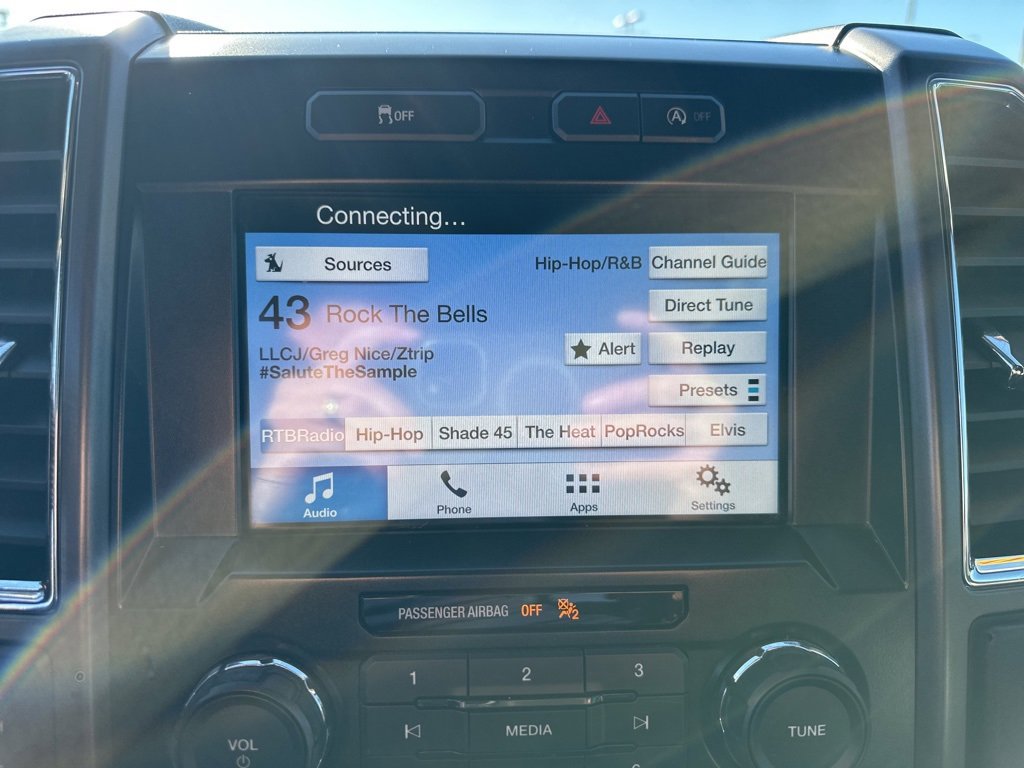 OFF
A OFF
Connecting...
Sources
Hip-Hop/R&B
Channel Guide
43 Rock The Bells
Direct Tune
LLCJ/Greg Nice/Ztrip
#SaluteTheSample
Alert
Replay
Presets
RTBRadio Hip-Hop Shade 45 The Heat PopRocks Elvis
Audio Phone Apps Settings
PASSENGER AIRBAG OFF 2
1 2 3
VOL MEDIA TUNE